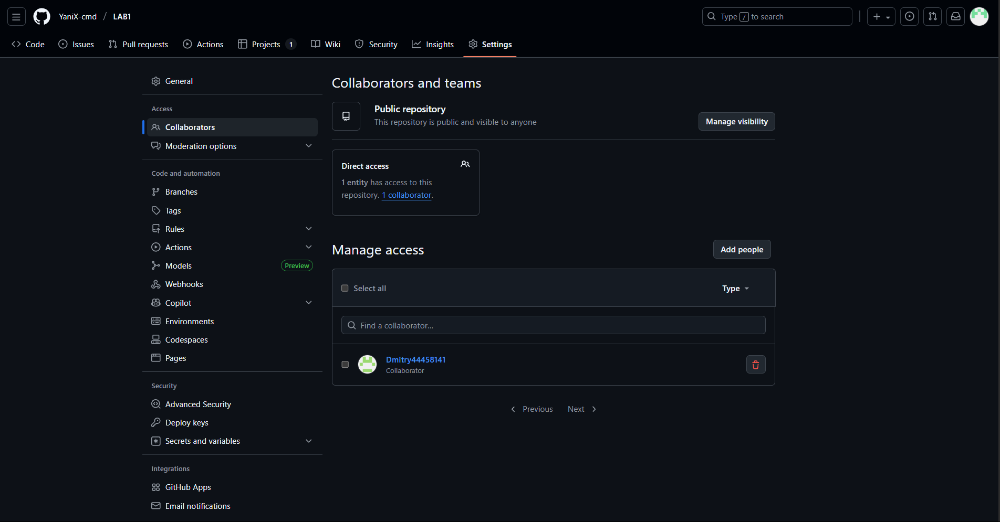 YaniX-cmd / LAB1
Type / to search
Code
Issues
Pull requests
Actions
Projects 1
Wiki
Security
Insights
Settings
General
Access
Collaborators
Moderation options
Code and automation
Branches
Tags
Rules
Actions
Models Preview
Webhooks
Copilot
Environments
Codespaces
Pages
Security
Advanced Security
Deploy keys
Secrets and variables
Integrations
GitHub Apps
Email notifications
Collaborators and teams
Public repository
This repository is public and visible to anyone
Manage visibility
Direct access
1 entity has access to this
repository. 1 collaborator.
Manage access
Add people
Select all
Type
Find a collaborator...
Dmitry44458141
Collaborator
Previous Next